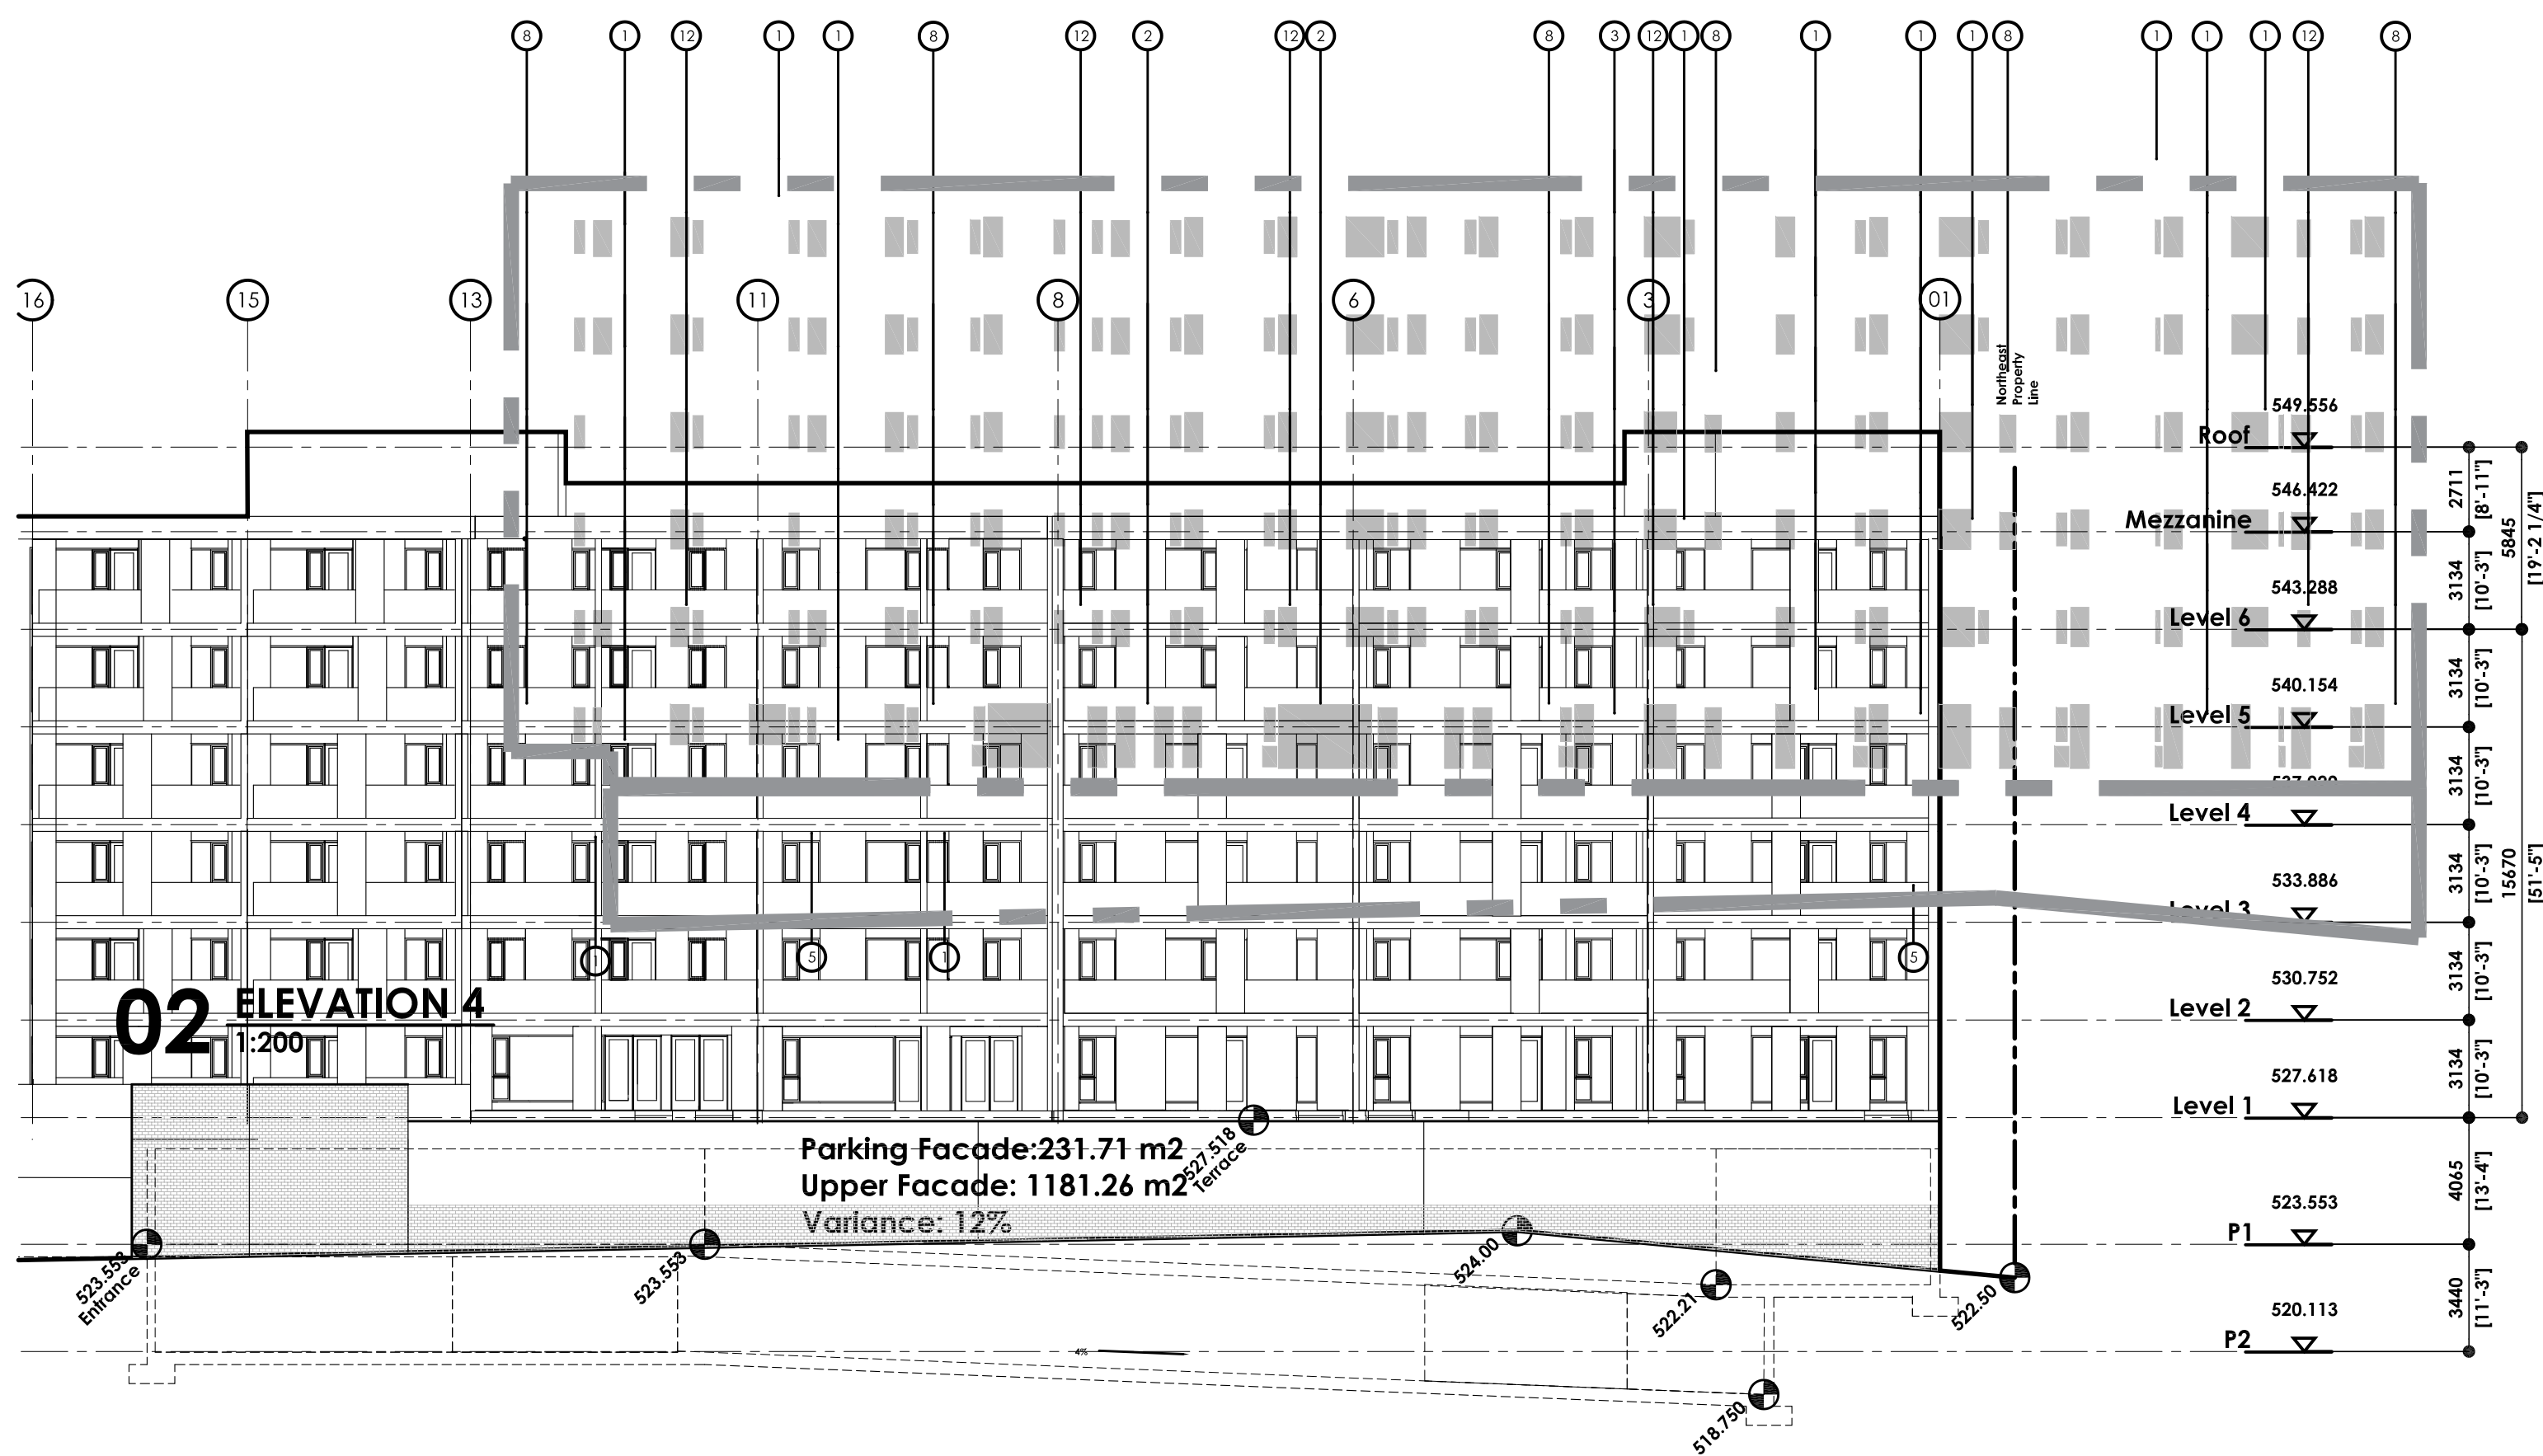 8 1 12 1 1 8 12 2 12 2 8 3 12 1 8 1 1 1 8 1 1 1 12 8
16 15 13 11 8 6 3 01
Northeast
Property
Line
549.556
Roof
2711
[8'-11"]
546.422
Mezzanine
5845
[19'-2 1/4"]
3134
[10'-3"]
543.288
Level 6
3134
[10'-3"]
540.154
Level 5
3134
[10'-3"]
Level 4
3134
[10'-3"]
15670
[51'-5"]
533.886
Level 3
1 5 1 5
3134
[10'-3"]
530.752
Level 2
02 ELEVATION 4
1:200
3134
[10'-3"]
527.618
Level 1
527.518
Terrace
Parking Facade:231.71 m2
Upper Facade: 1181.26 m2
Variance: 12%
4065
[13'-4"]
523.553
P1
523.553
Entrance
523.553
524.00
522.21
522.50
3440
[11'-3"]
520.113
P2
4%
518.750